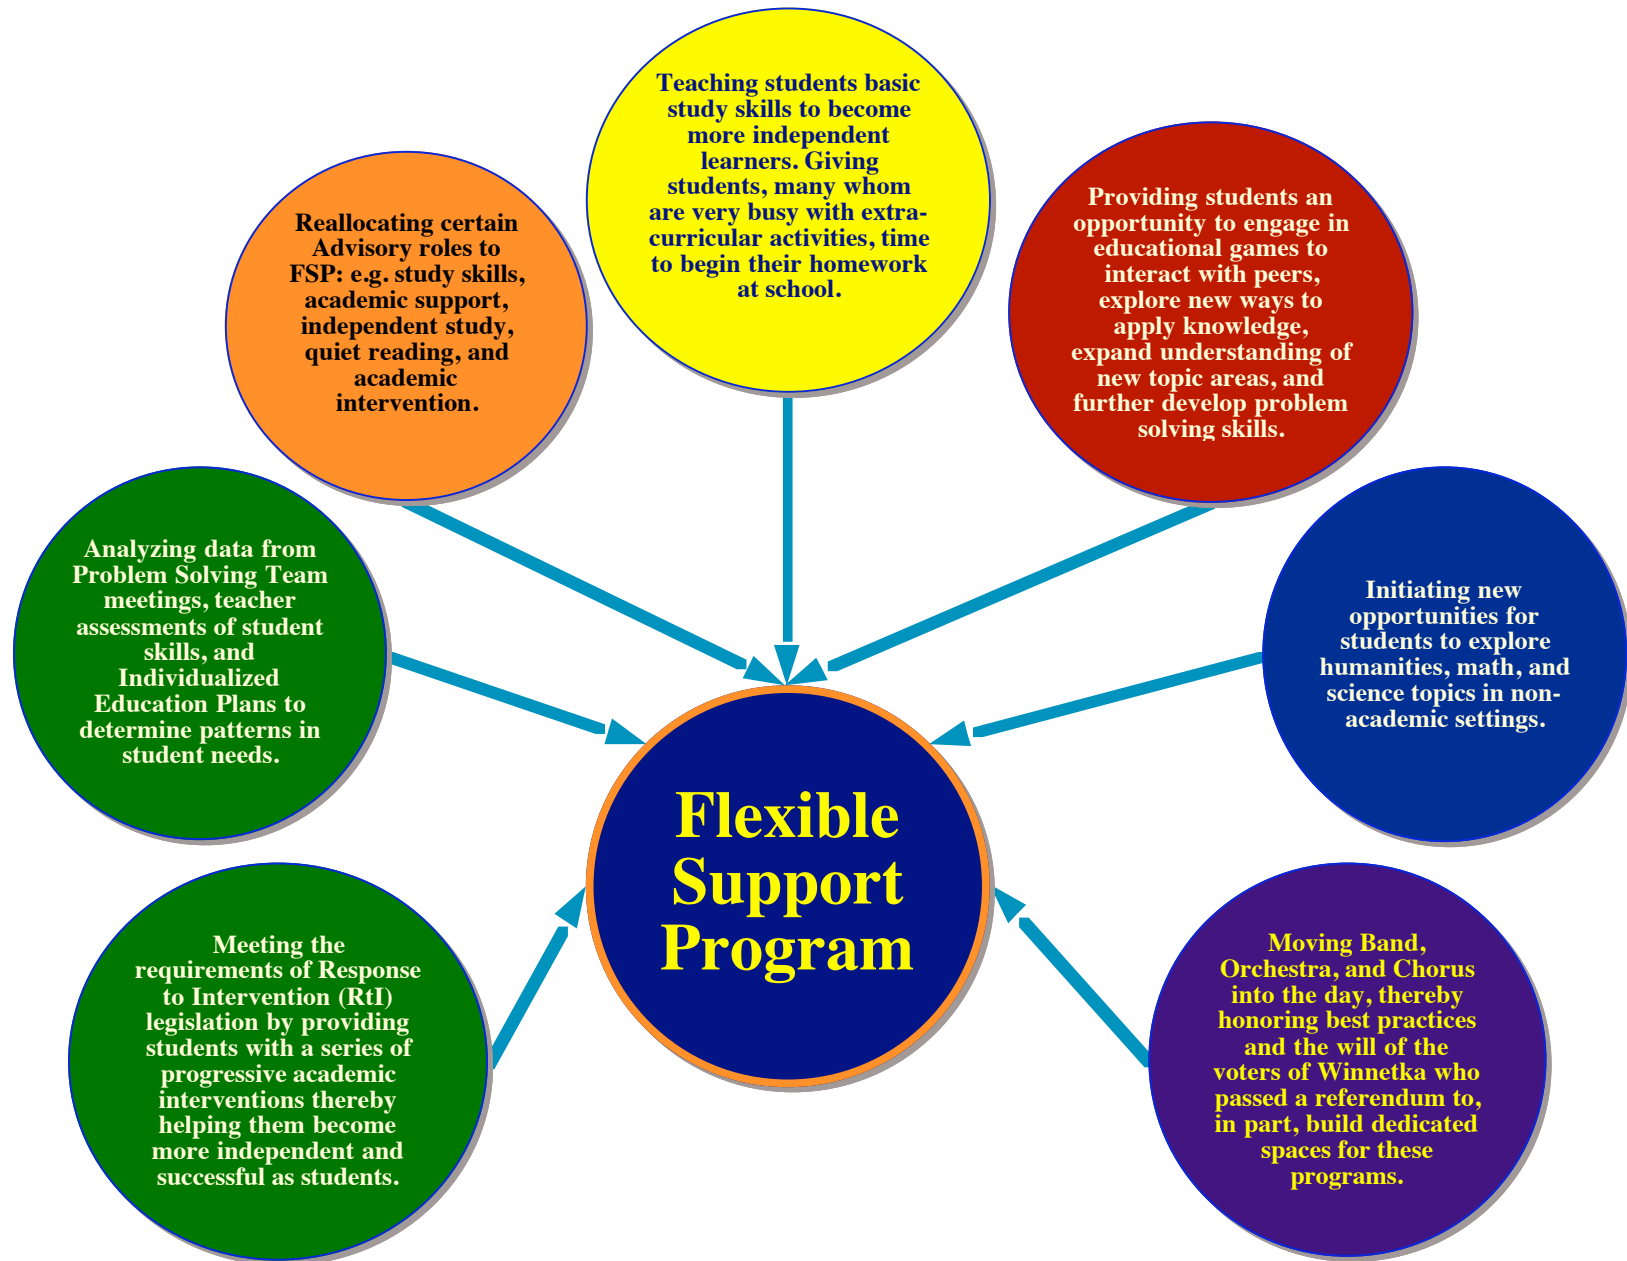 Teaching students basic
study skills to become
more independent
learners. Giving
students, many whom
are very busy with extra-
curricular activities, time
to begin their homework
at school.
Reallocating certain
Advisory roles to
FSP: e.g. study skills,
academic support,
independent study,
quiet reading, and
academic
intervention.
Providing students an
opportunity to engage in
educational games to
interact with peers,
explore new ways to
apply knowledge,
expand understanding of
new topic areas, and
further develop problem
solving skills.
Analyzing data from
Problem Solving Team
meetings, teacher
assessments of student
skills, and
Individualized
Education Plans to
determine patterns in
student needs.
Initiating new
opportunities for
students to explore
humanities, math, and
science topics in non-
academic settings.
Flexible
Support
Program
Meeting the
requirements of Response
to Intervention (RtI)
legislation by providing
students with a series of
progressive academic
interventions thereby
helping them become
more independent and
successful as students.
Moving Band,
Orchestra, and Chorus
into the day, thereby
honoring best practices
and the will of the
voters of Winnetka who
passed a referendum to,
in part, build dedicated
spaces for these
programs.